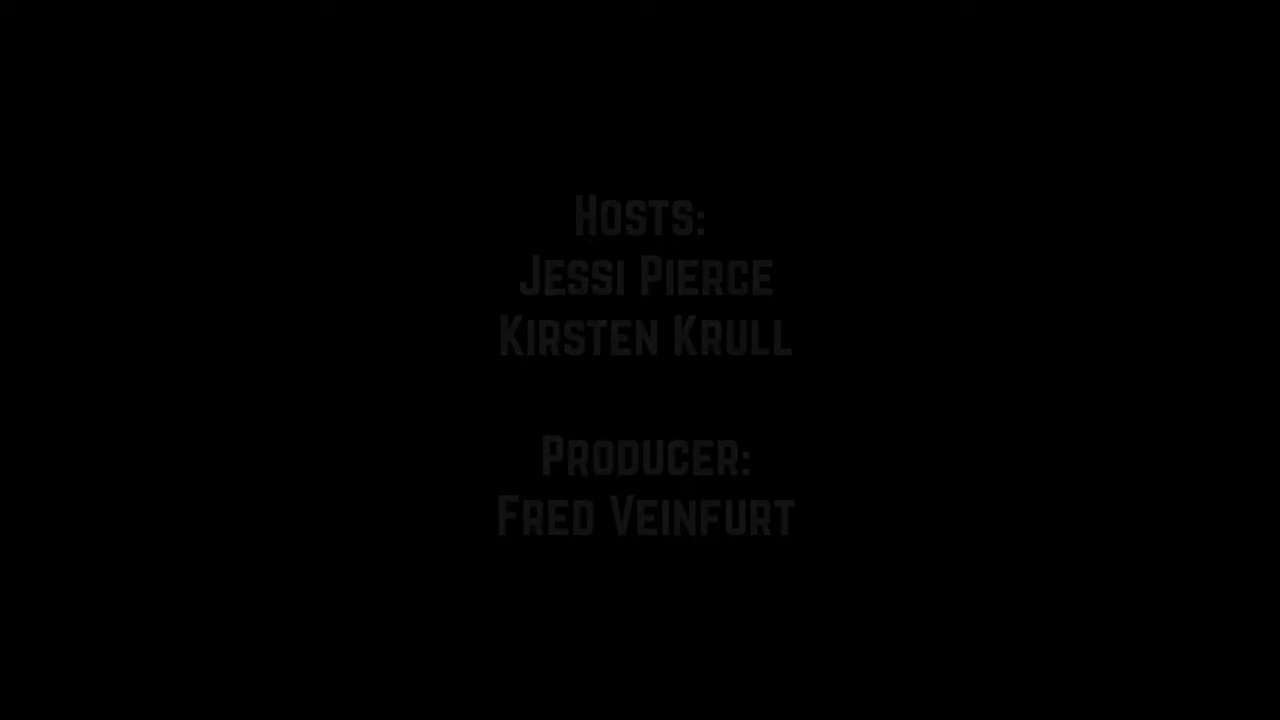 Hosts:
Jessi Pierce
Kirsten Krull
Producer:
Fred Veinfurt